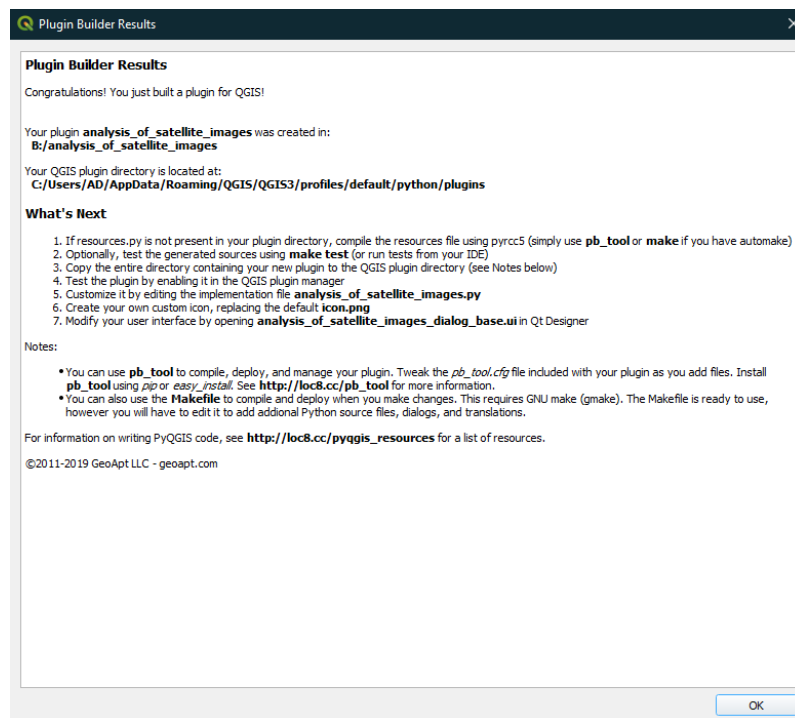 Plugin Builder Results
Plugin Builder Results
Congratulations! You just built a plugin for QGIS!
Your plugin analysis_of_satellite_images was created in:
B:/analysis_of_satellite_images
Your QGIS plugin directory is located at:
C:/Users/AD/AppData/Roaming/QGIS/QGIS3/profiles/default/python/plugins
What's Next
1. If resources.py is not present in your plugin directory, compile the resources file using pyrcc5 (simply use pb_tool or make if you have automake)
2. Optionally, test the generated sources using make test (or run tests from your IDE)
3. Copy the entire directory containing your new plugin to the QGIS plugin directory (see Notes below)
4. Test the plugin by enabling it in the QGIS plugin manager
5. Customize it by editing the implementation file analysis_of_satellite_images.py
6. Create your own custom icon, replacing the default icon.png
7. Modify your user interface by opening analysis_of_satellite_images_dialog_base.ui in Qt Designer
Notes:
•You can use pb_tool to compile, deploy, and manage your plugin. Tweak the pb_tool.cfg file included with your plugin as you add files. Install
pb_tool using pip or easy_install. See http://loc8.cc/pb_tool for more information.
•You can also use the Makefile to compile and deploy when you make changes. This requires GNU make (gmake). The Makefile is ready to use,
however you will have to edit it to add addional Python source files, dialogs, and translations.
For information on writing PyQGIS code, see http://loc8.cc/pyqgis_resources for a list of resources.
©2011-2019 GeoApt LLC - geoapt.com
OK